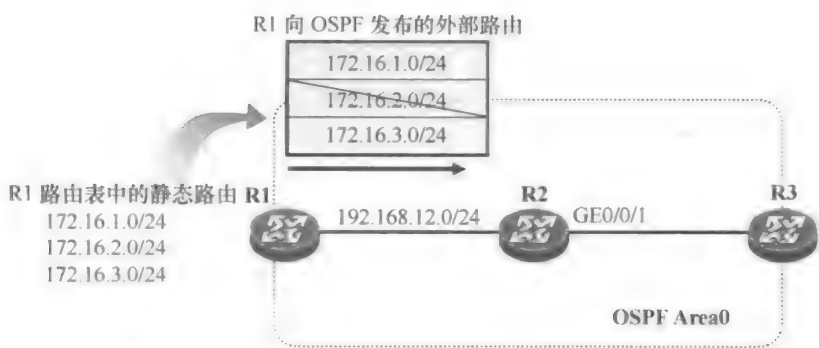 R1 向 OSPF 发布的外部路由
172.16.1.0/24
172.16.2.0/24
172.16.3.0/24
R1 路由表中的静态路由
172.16.1.0/24
172.16.2.0/24
172.16.3.0/24
R1
192.168.12.0/24
R2
GE0/0/1
R3
OSPF Area0